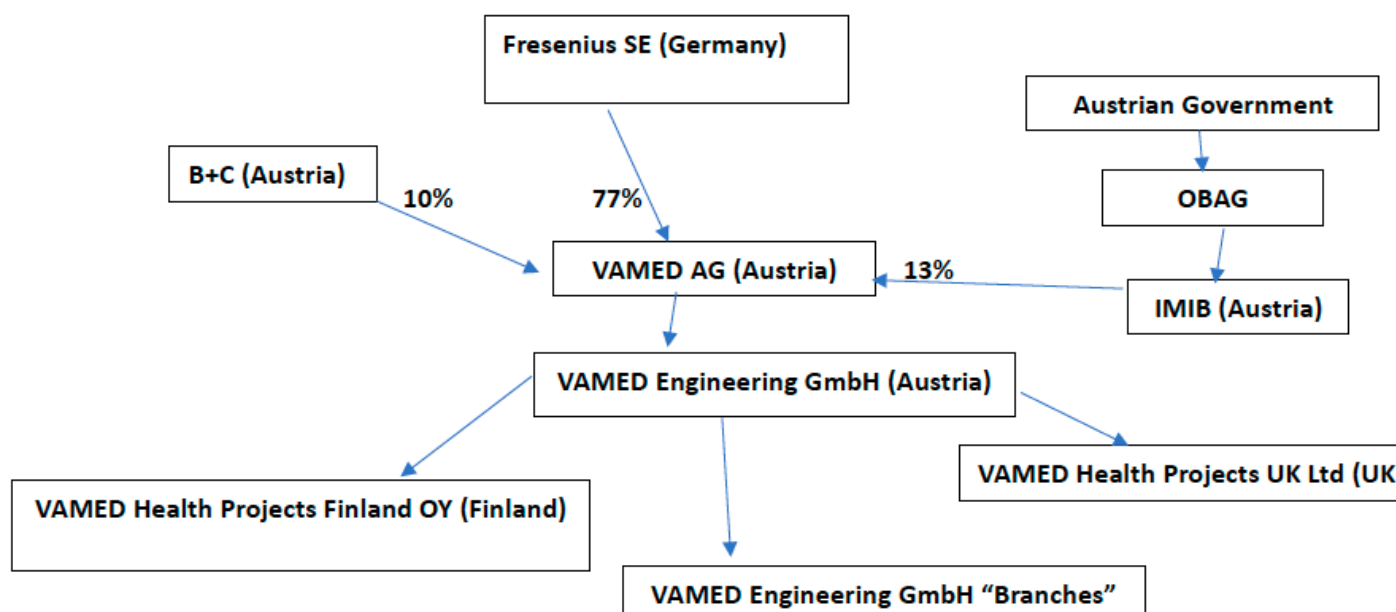 Fresenius SE (Germany)
Austrian Government
B+C (Austria)
10%
77%
OBAG
VAMED AG (Austria)
13%
IMIB (Austria)
VAMED Engineering GmbH (Austria)
VAMED Health Projects UK Ltd (UK
VAMED Health Projects Finland OY (Finland)
VAMED Engineering GmbH “Branches”